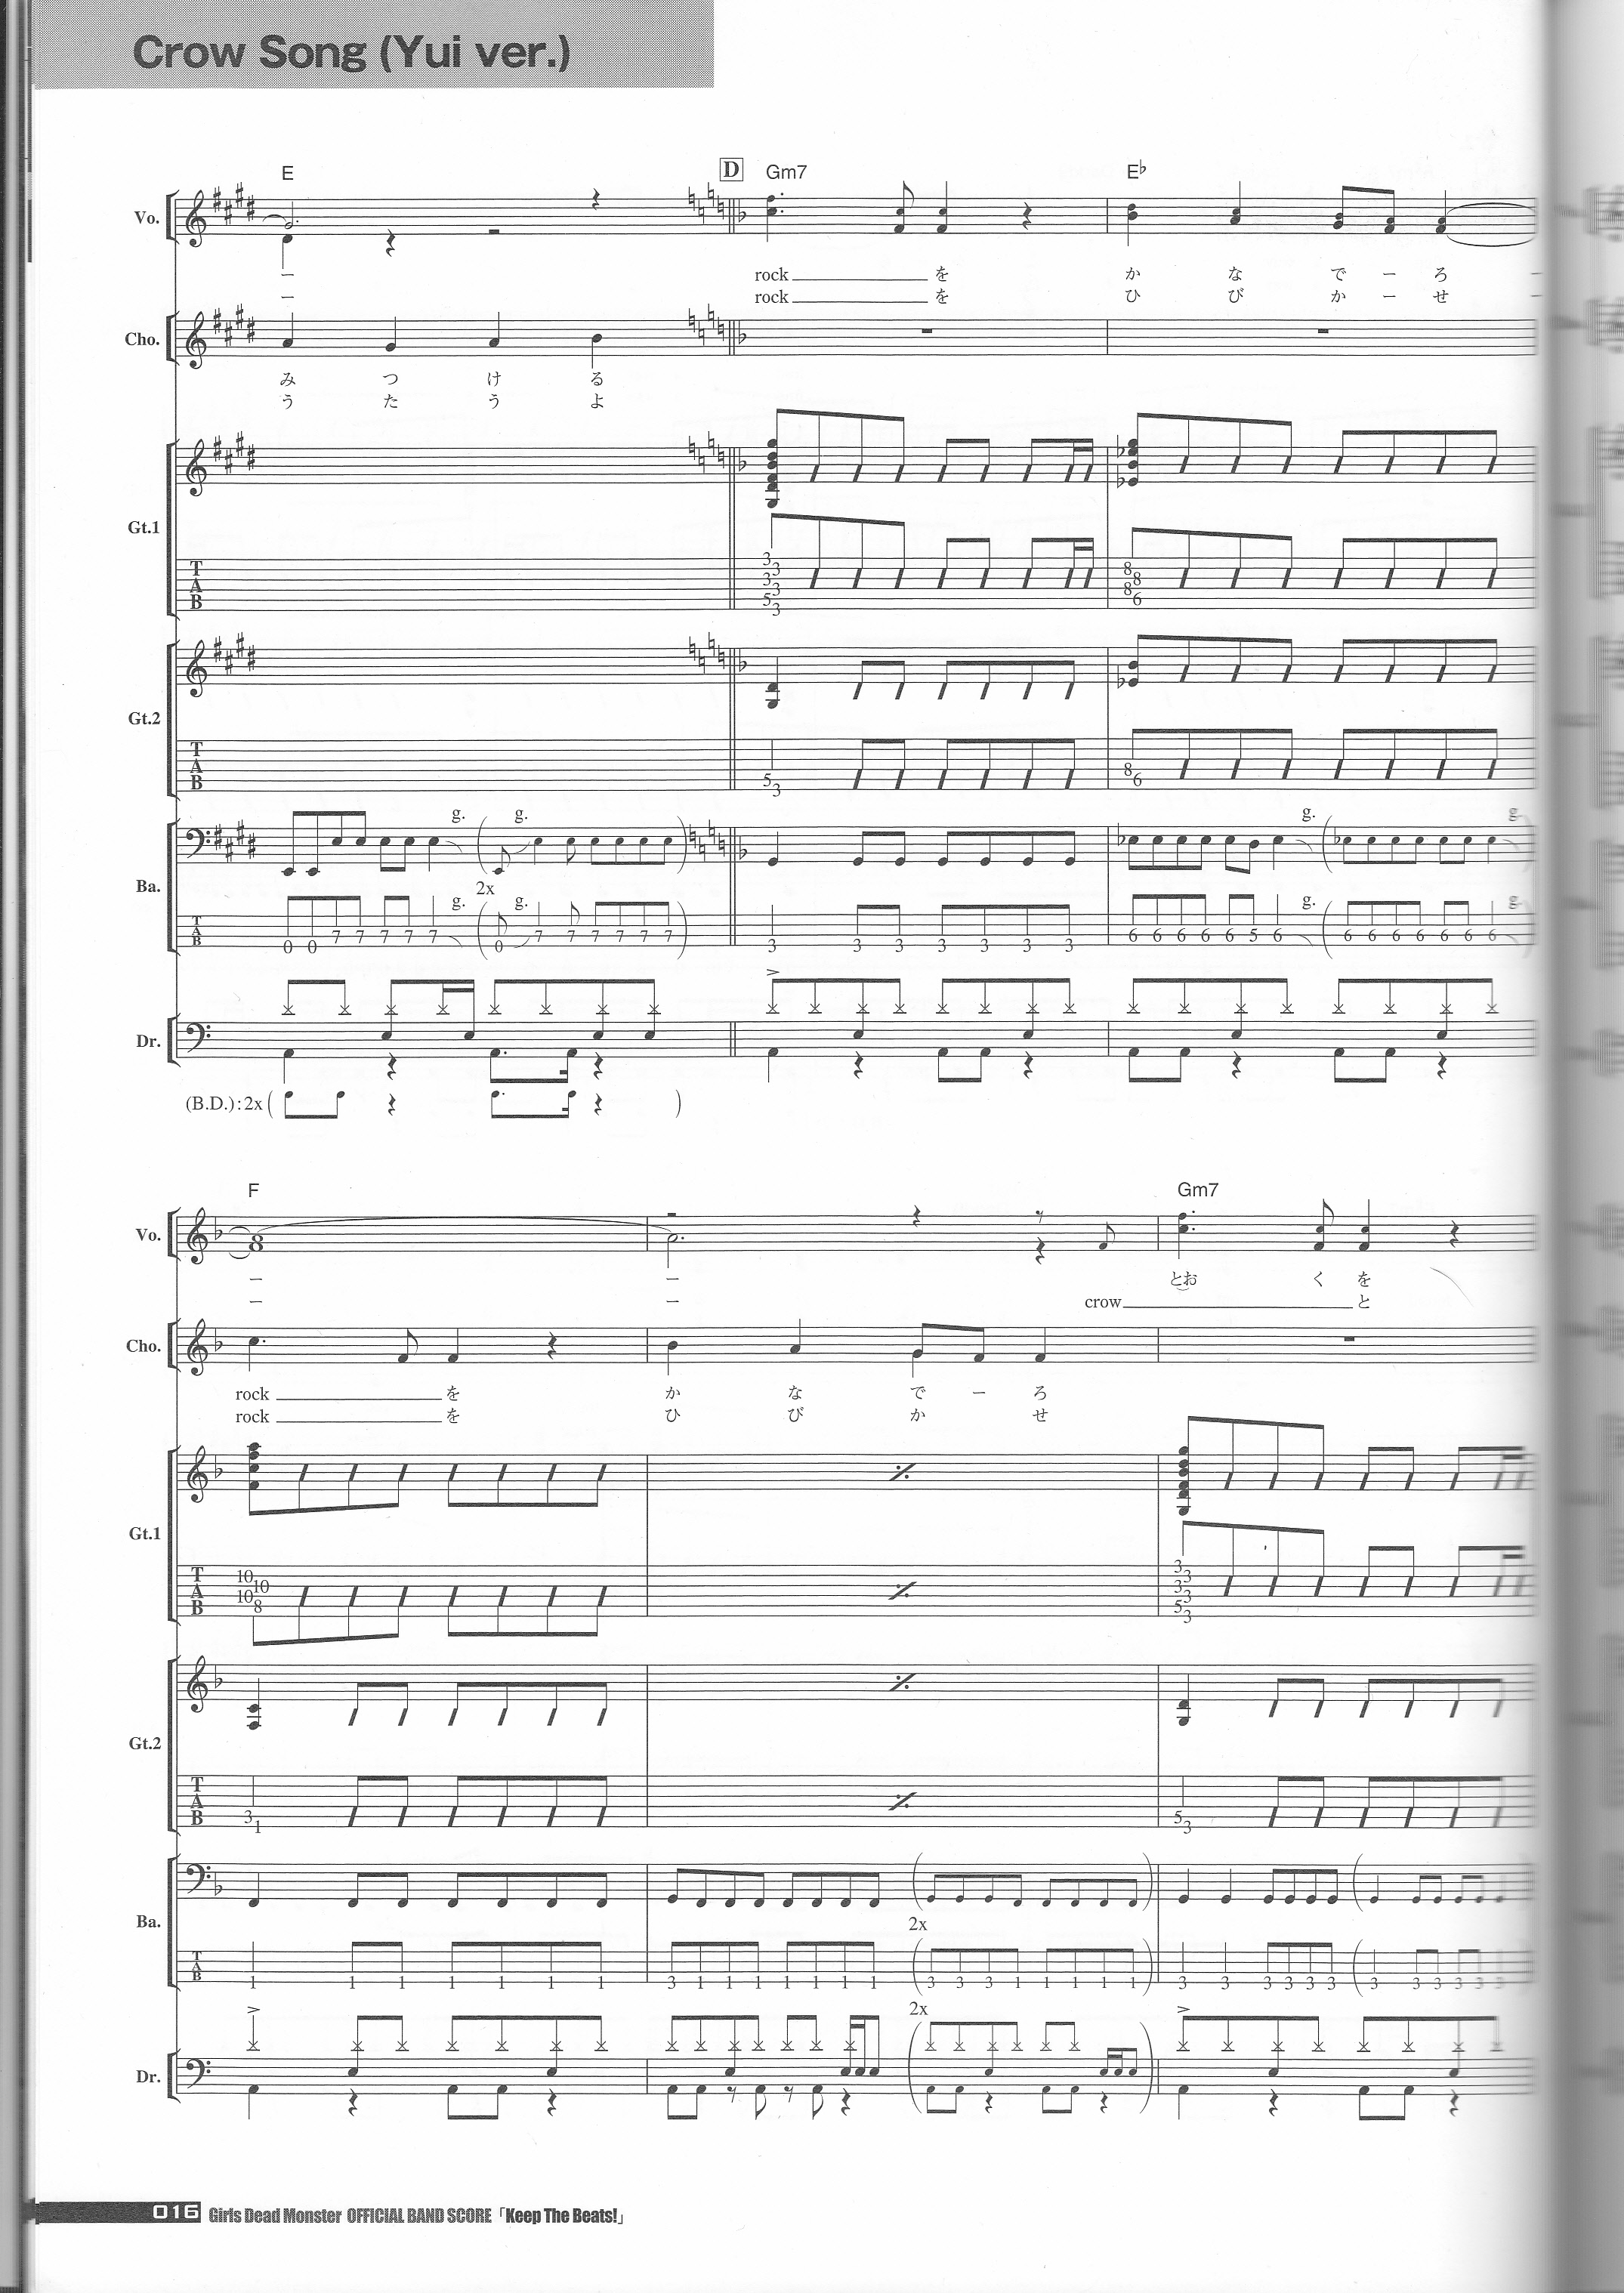 Crow Song (Yui ver.)
E D Gm7 E♭
Vo.
ー rock を か な で ー ろ ー
ー rock を ひ び か ー せ ー
Cho.
み つ け る
う た う よ
Gt.1
T A B
3 3 3 3 5 3 8 8 8 6
Gt.2
T A B
5 3 8 6
g. g. g. g.
Ba.
2x
g. g. g. g.
T A B
0 0 7 7 7 7 7 0 7 7 7 7 7 7 3 3 3 3 3 3 3 6 6 6 6 6 5 6 6 6 6 6 6 6 6
Dr.
(B.D.):2x( )
F Gm7
Vo.
ー ー とお く を
ー ー crow と
Cho.
rock を か な で ー ろ
rock を ひ び か せ
Gt.1
T A B
10 10 10 8 3 3 3 3 5 3
Gt.2
T A B
3 1 5 3
Ba.
2x
T A B
1 1 1 1 1 1 1 3 1 1 1 1 1 1 1 3 3 3 1 1 1 1 1 3 3 3 3 3 3 3 3 3 3 3 3
2x
Dr.
016 Girls Dead Monster OFFICIAL BAND SCORE「Keep The Beats!」